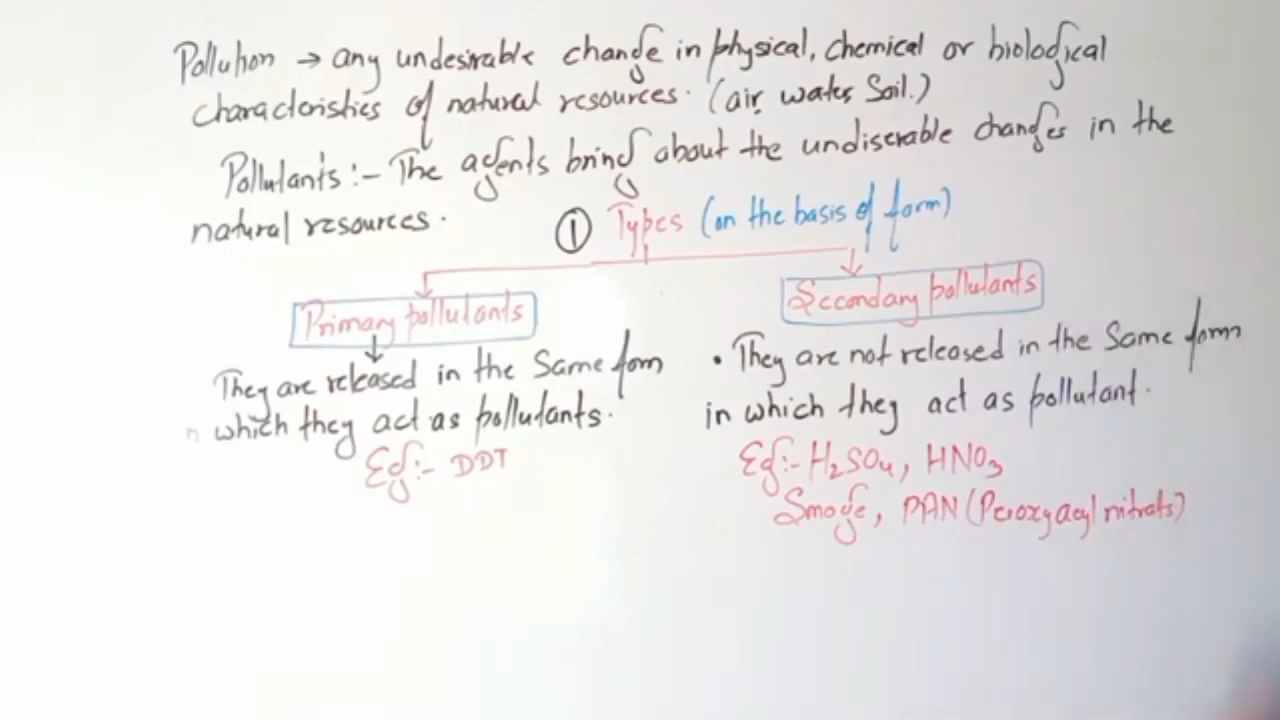 Pollution → any undesirable change in physical, chemical or biological
characteristics of natural resources. (air, water, Soil.)
Pollutants :- The agents bring about the undiserable changes in the
natural resources.
① Types (on the basis of form)
Primary pollutants
Secondary pollutants
They are released in the Same form
which they act as pollutants.
Eg:- DDT
• They are not released in the Same form
in which they act as pollutant.
Eg:- H₂SO₄, HNO₃
Smoge, PAN (Peroxyacyl nitrats)